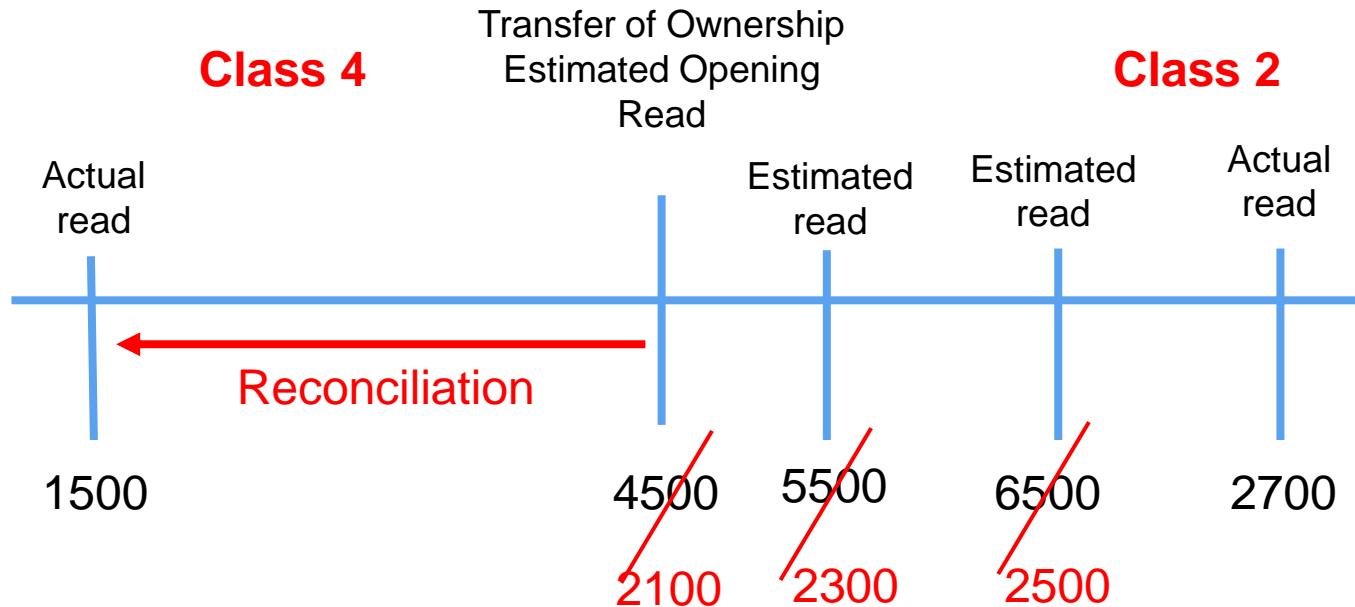 Transfer of Ownership
Estimated Opening
Read
Class 4
Class 2
Actual
read
Estimated
read
Estimated
read
Actual
read
Reconciliation
1500
4500
5500
6500
2700
2100
2300
2500